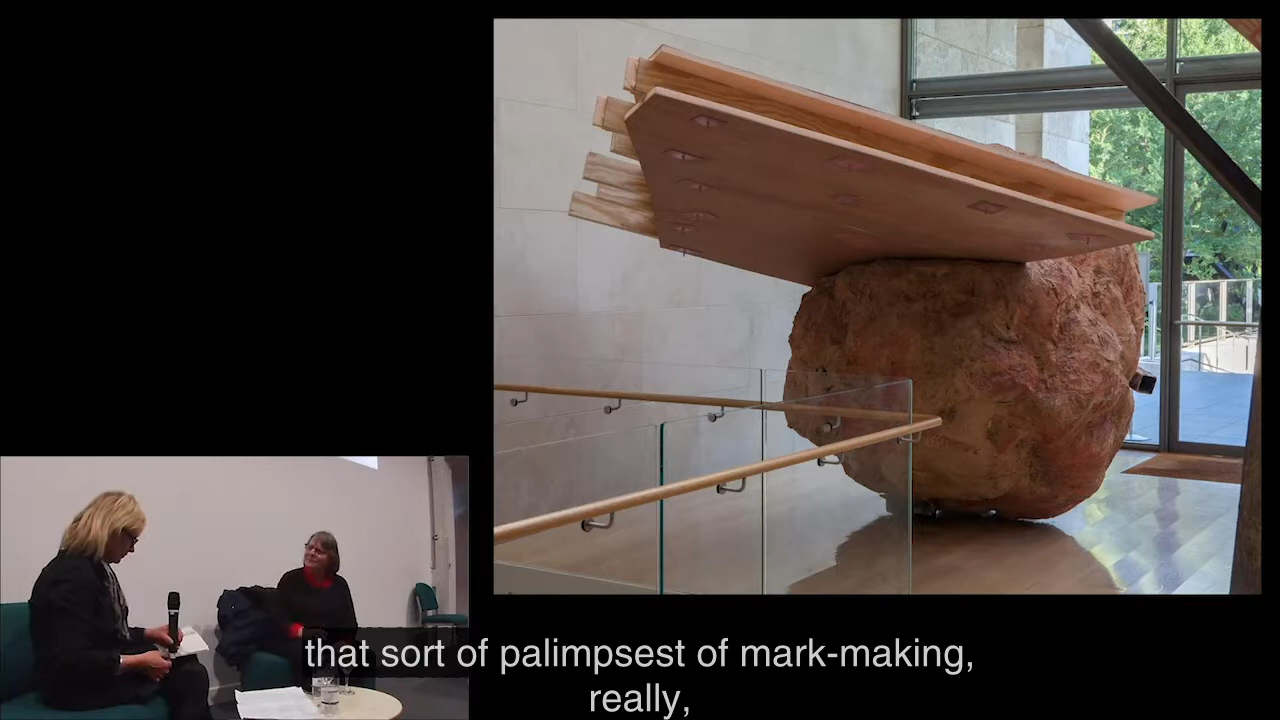 that sort of palimpsest of mark-making,
really,